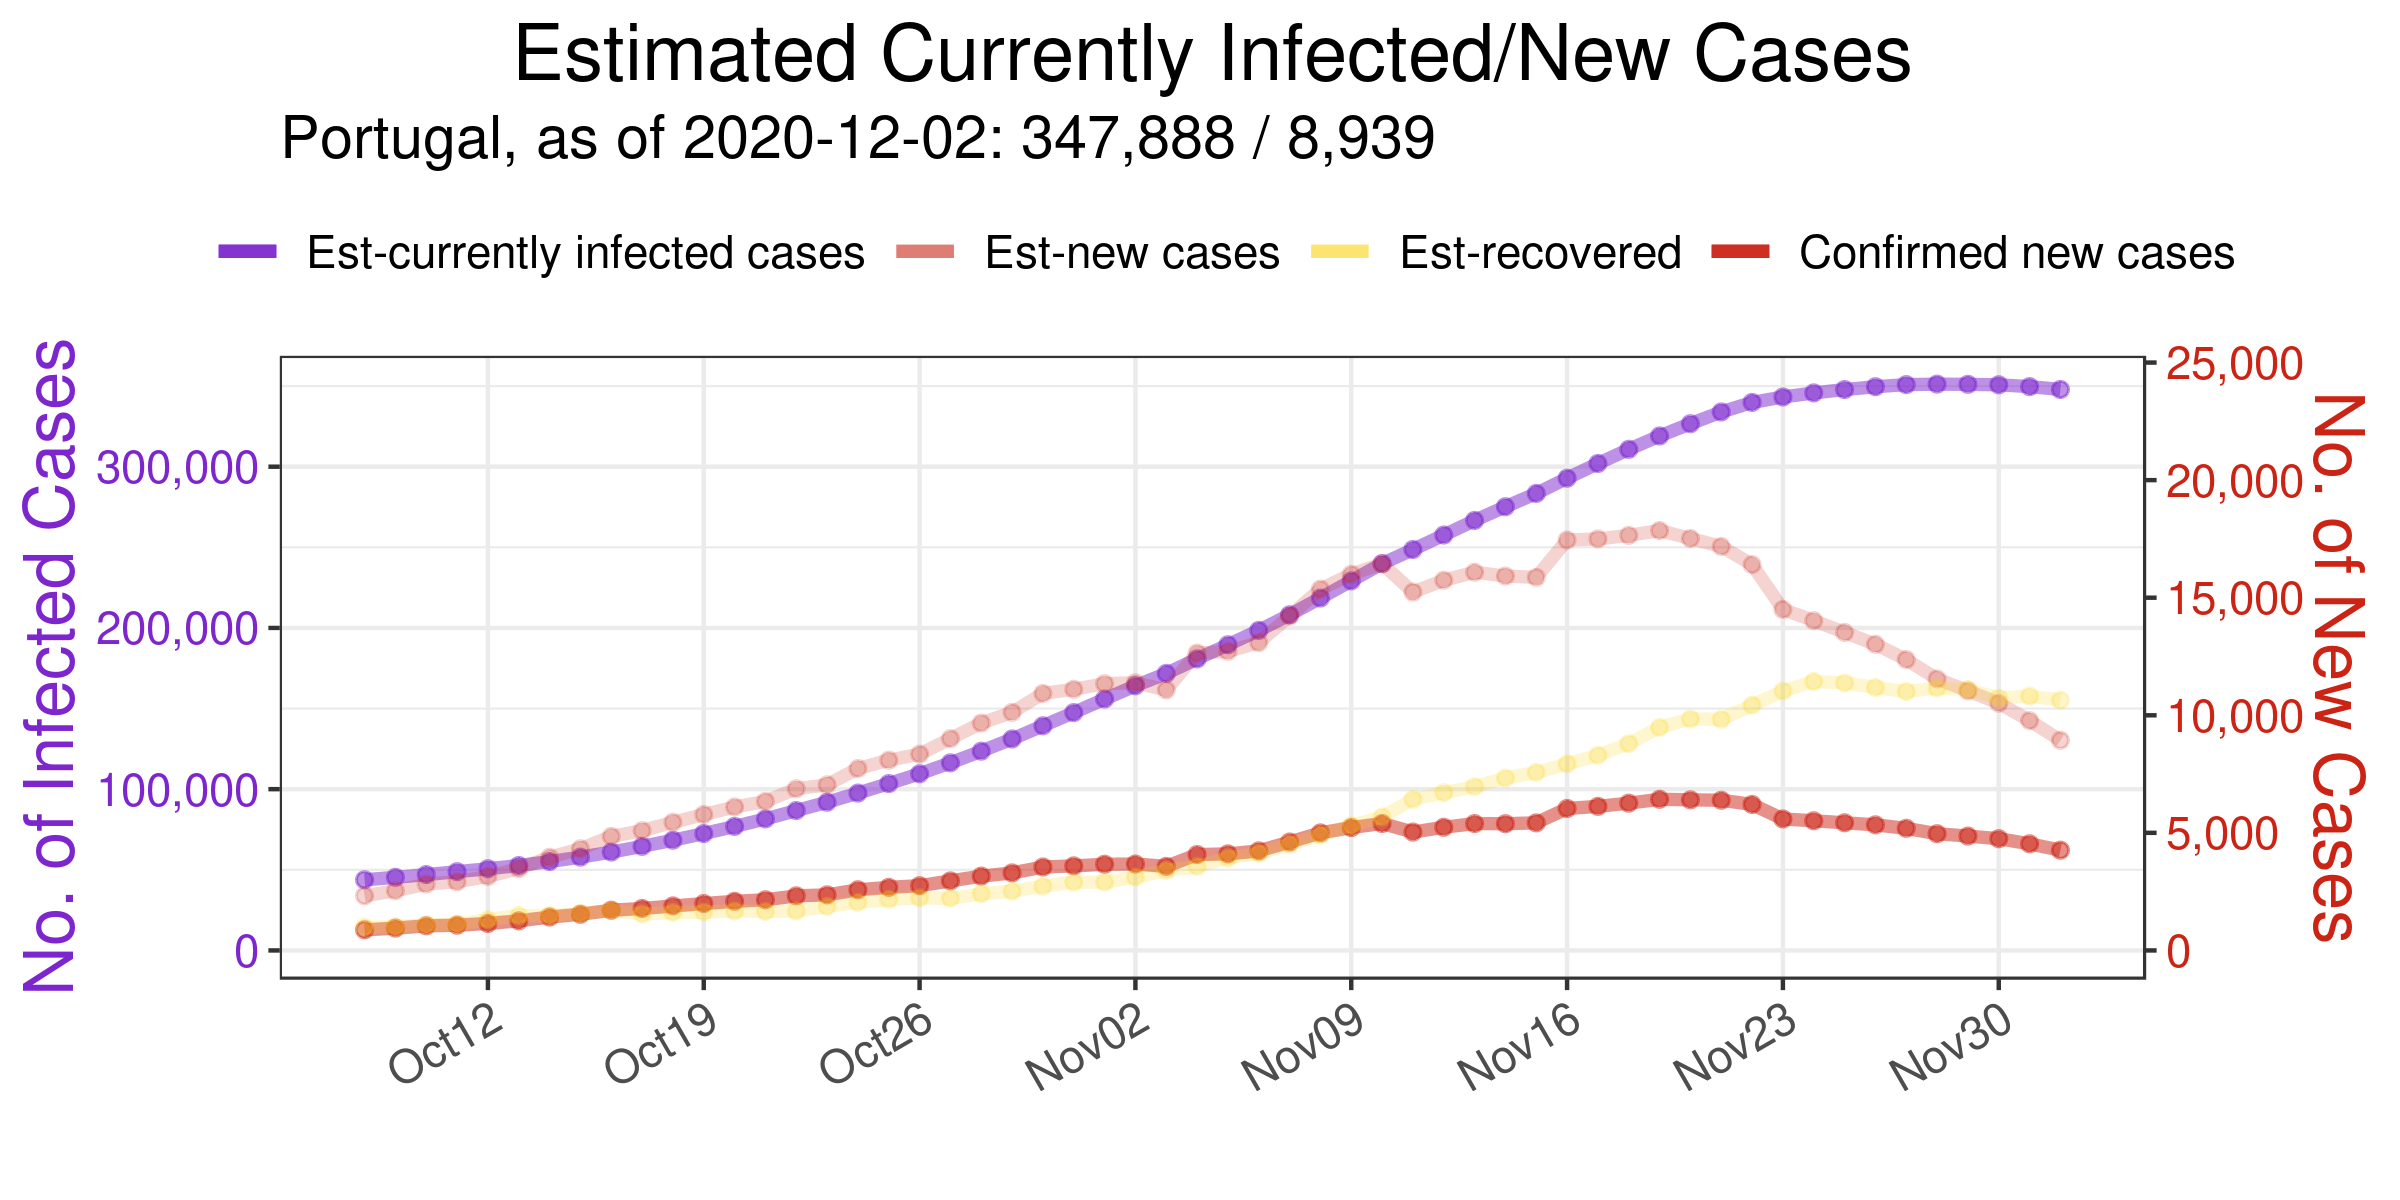 Estimated Currently Infected/New Cases
Portugal, as of 2020-12-02: 347,888 / 8,939
Est-currently infected cases Est-new cases Est-recovered Confirmed new cases
No. of Infected Cases
300,000
200,000
100,000
0
25,000
20,000
15,000
10,000
5,000
0
No. of New Cases
Oct12 Oct19 Oct26 Nov02 Nov09 Nov16 Nov23 Nov30